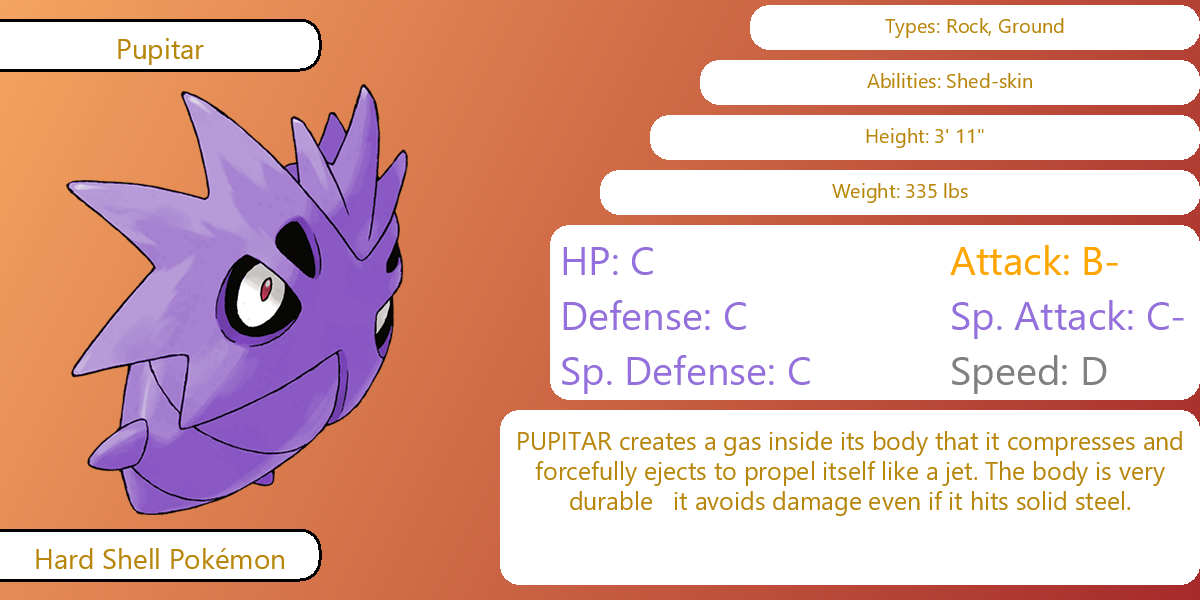 Pupitar
Types: Rock, Ground
Abilities: Shed-skin
Height: 3' 11"
Weight: 335 lbs
HP: C
Attack: B-
Defense: C
Sp. Attack: C-
Sp. Defense: C
Speed: D
PUPITAR creates a gas inside its body that it compresses and
forcefully ejects to propel itself like a jet. The body is very
durable   it avoids damage even if it hits solid steel.
Hard Shell Pokémon